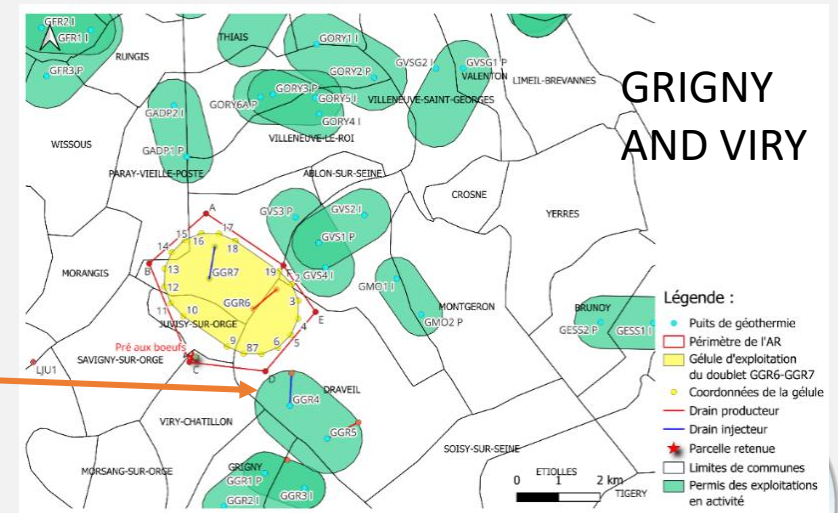 GRIGNY
AND VIRY
GFR2 I
GFR1 I
GFR3 P
RUNGIS
THIAIS
GORY1 I
GORY2 P
GVSG2 I
GVSG1 P
VALENTON
LIMEIL-BREVANNES
GADP2 I
GORY6A P
GORY3 P
GORY5 I
VILLENEUVE-SAINT-GEORGES
GORY4 I
VILLENEUVE-LE-ROI
WISSOUS
GADP1 P
PARAY-VIEILLE-POSTE
ABLON-SUR-SEINE
CROSNE
YERRES
A
GVS3 P
GVS2 I
GVS1 P
17
15
16
18
14
B
13
12
11
10
GGR7
19
F
2
GVS4 I
GMO1 I
3
GGR6
4
E
5
6
87
9
MORANGIS
JUVISY-SUR-ORGE
Pré aux boeufs
C
D
SAVIGNY-SUR-ORGE
LJU1
MONTGERON
GMO2 P
BRUNOY
GESS2 P
GESS1 I
DRAVEIL
GGR4
GGR5
VIRY-CHATILLON
MORSANG-SUR-ORGE
GRIGNY
GGR1 P
GGR2 I
GGR3 I
SOISY-SUR-SEINE
ETIOLLES
TIGERY
0 1 2 km
Légende :
Puits de géothermie
Périmètre de l'AR
Gélule d'exploitation
du doublet GGR6-GGR7
Coordonnées de la gélule
Drain producteur
Drain injecteur
Parcelle retenue
Limites de communes
Permis des exploitations
en activité